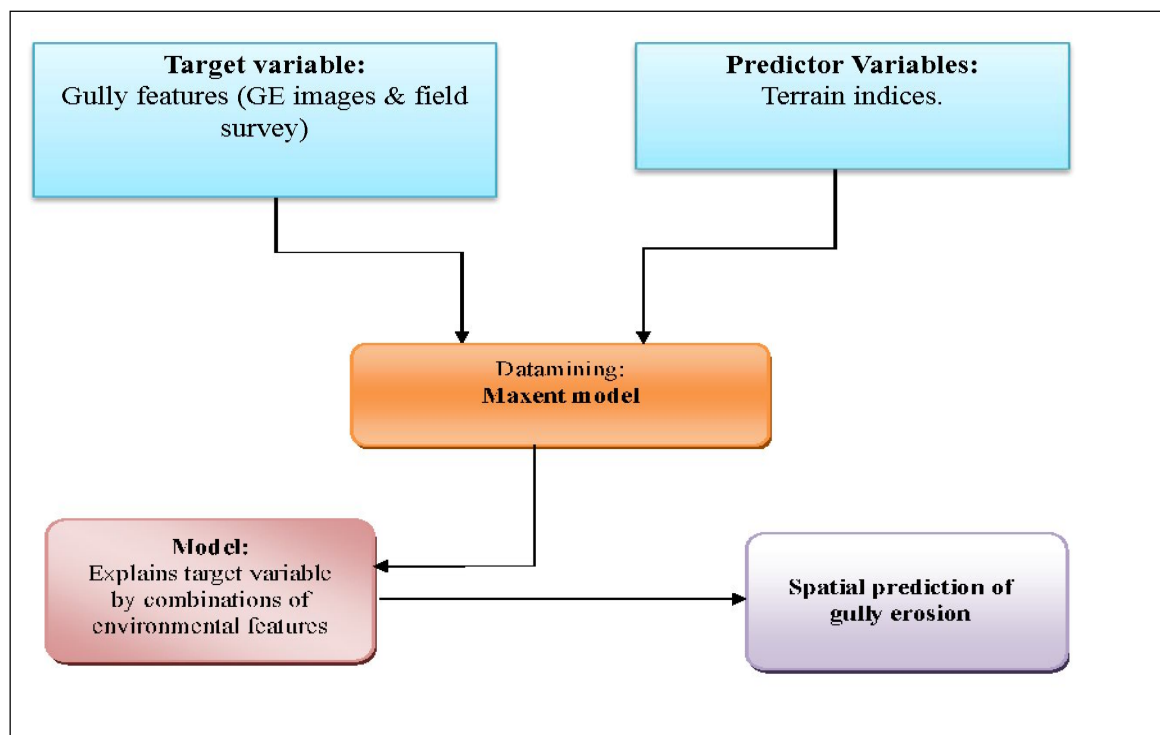 Target variable:
Gully features (GE images & field
survey)
Predictor Variables:
Terrain indices.
Datamining:
Maxent model
Model:
Explains target variable
by combinations of
environmental features
Spatial prediction of
gully erosion